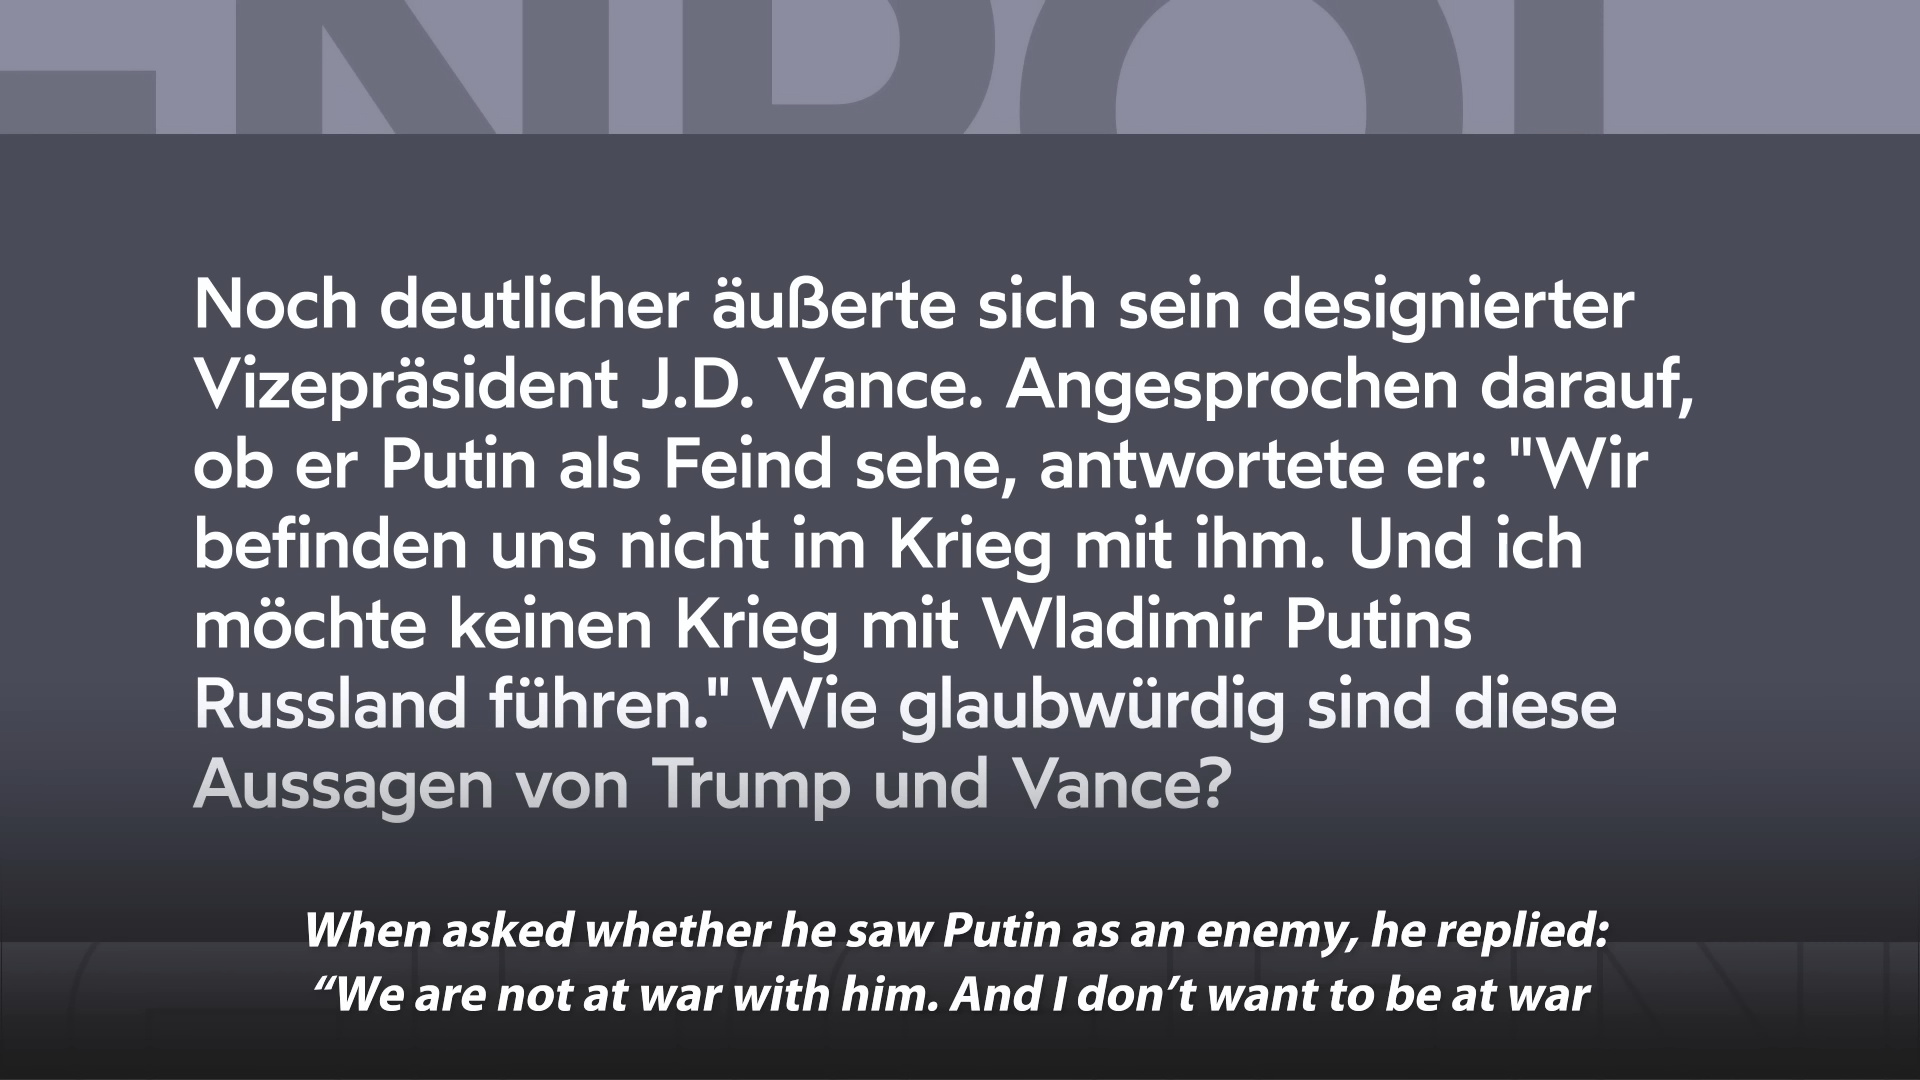 ENPOL
Noch deutlicher äußerte sich sein designierter
Vizepräsident J.D. Vance. Angesprochen darauf,
ob er Putin als Feind sehe, antwortete er: "Wir
befinden uns nicht im Krieg mit ihm. Und ich
möchte keinen Krieg mit Wladimir Putins
Russland führen." Wie glaubwürdig sind diese
Aussagen von Trump und Vance?
When asked whether he saw Putin as an enemy, he replied:
“We are not at war with him. And I don’t want to be at war